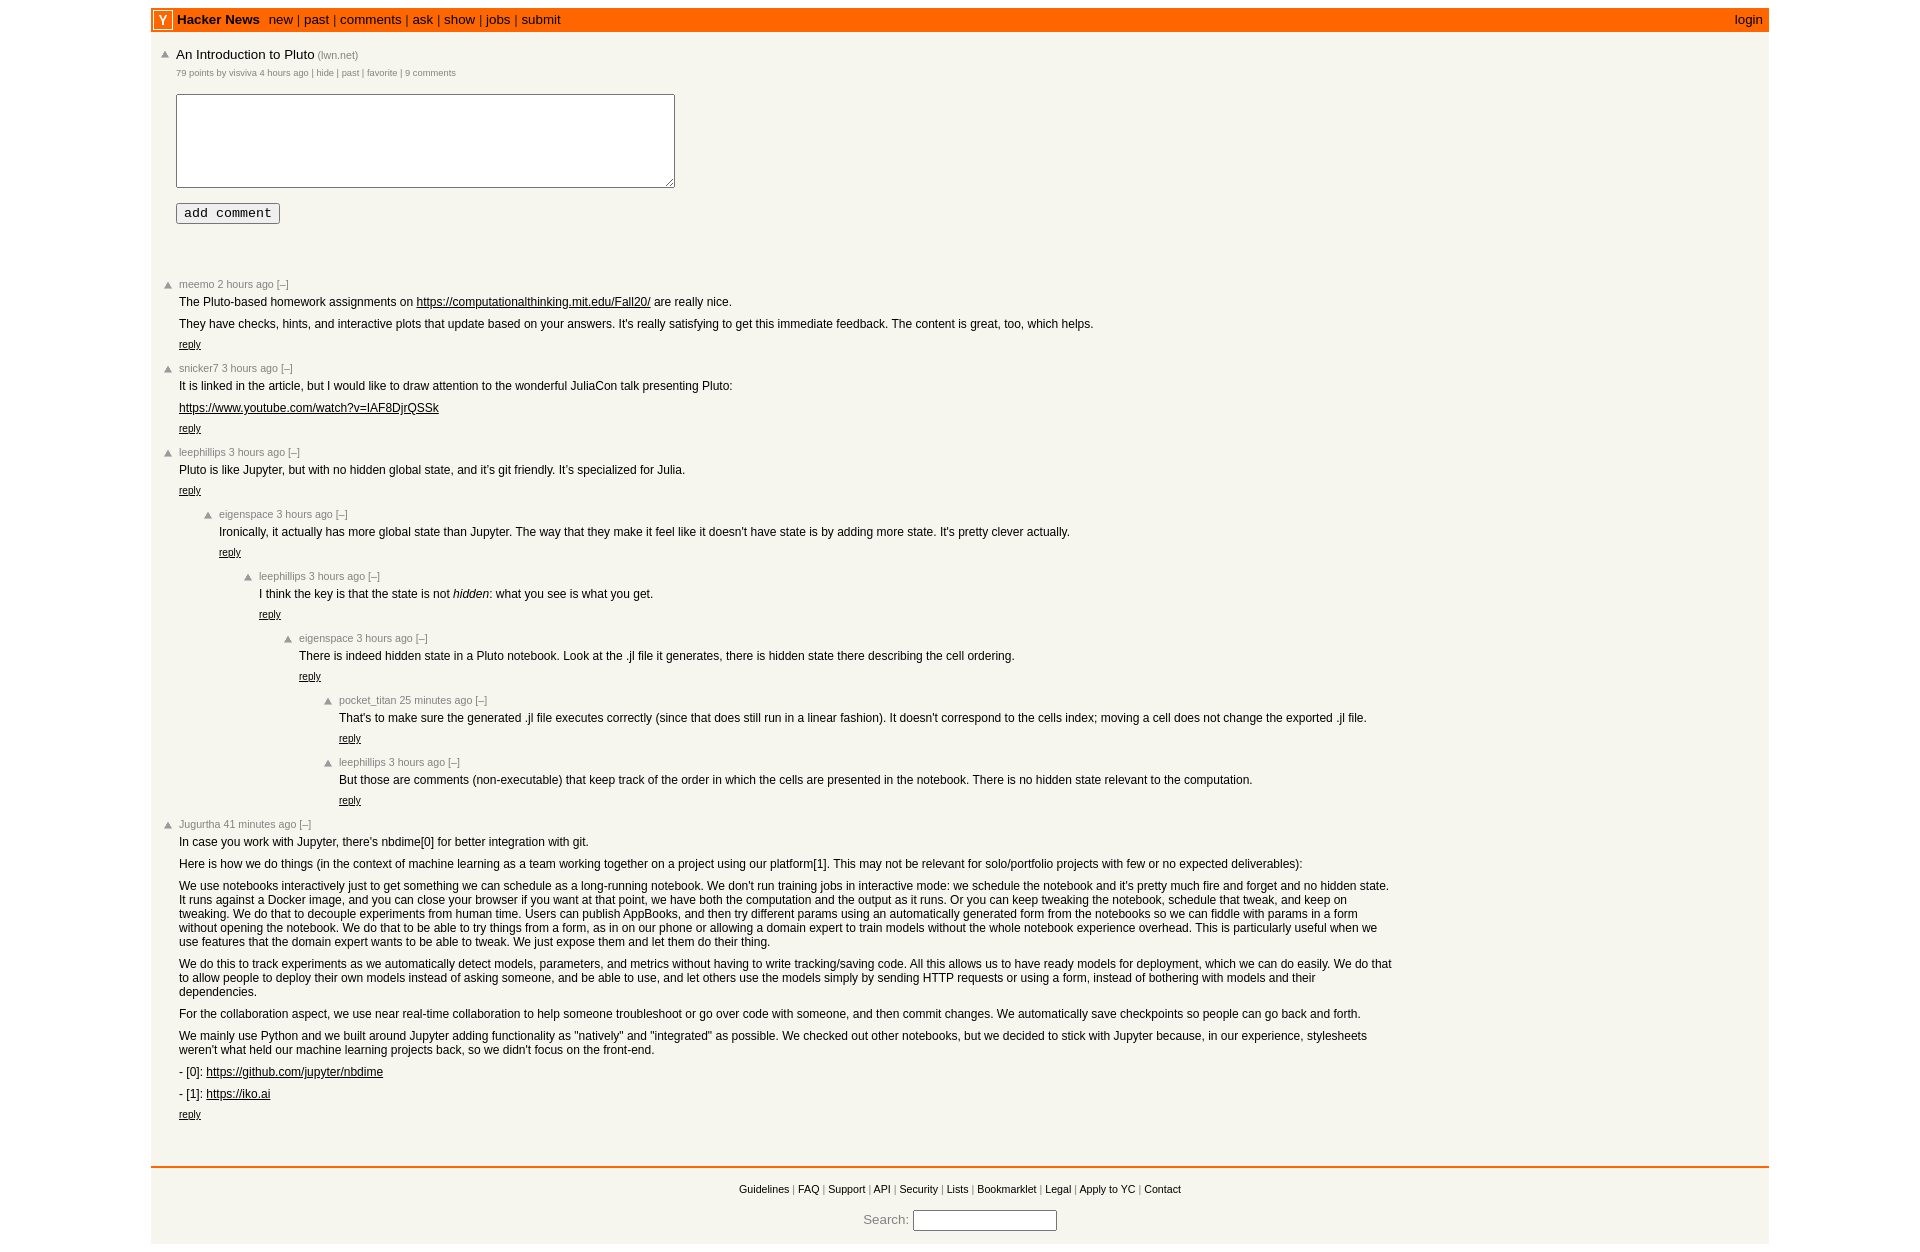 Y Hacker News new | past | comments | ask | show | jobs | submit login
An Introduction to Pluto (lwn.net)
79 points by visviva 4 hours ago | hide | past | favorite | 9 comments
add comment
meemo 2 hours ago [–]
The Pluto-based homework assignments on https://computationalthinking.mit.edu/Fall20/ are really nice.
They have checks, hints, and interactive plots that update based on your answers. It's really satisfying to get this immediate feedback. The content is great, too, which helps.
reply
snicker7 3 hours ago [–]
It is linked in the article, but I would like to draw attention to the wonderful JuliaCon talk presenting Pluto:
https://www.youtube.com/watch?v=IAF8DjrQSSk
reply
leephillips 3 hours ago [–]
Pluto is like Jupyter, but with no hidden global state, and it’s git friendly. It’s specialized for Julia.
reply
eigenspace 3 hours ago [–]
Ironically, it actually has more global state than Jupyter. The way that they make it feel like it doesn't have state is by adding more state. It's pretty clever actually.
reply
leephillips 3 hours ago [–]
I think the key is that the state is not hidden: what you see is what you get.
reply
eigenspace 3 hours ago [–]
There is indeed hidden state in a Pluto notebook. Look at the .jl file it generates, there is hidden state there describing the cell ordering.
reply
pocket_titan 25 minutes ago [–]
That's to make sure the generated .jl file executes correctly (since that does still run in a linear fashion). It doesn't correspond to the cells index; moving a cell does not change the exported .jl file.
reply
leephillips 3 hours ago [–]
But those are comments (non-executable) that keep track of the order in which the cells are presented in the notebook. There is no hidden state relevant to the computation.
reply
Jugurtha 41 minutes ago [–]
In case you work with Jupyter, there's nbdime[0] for better integration with git.
Here is how we do things (in the context of machine learning as a team working together on a project using our platform[1]. This may not be relevant for solo/portfolio projects with few or no expected deliverables):
We use notebooks interactively just to get something we can schedule as a long-running notebook. We don't run training jobs in interactive mode: we schedule the notebook and it's pretty much fire and forget and no hidden state.
It runs against a Docker image, and you can close your browser if you want at that point, we have both the computation and the output as it runs. Or you can keep tweaking the notebook, schedule that tweak, and keep on
tweaking. We do that to decouple experiments from human time. Users can publish AppBooks, and then try different params using an automatically generated form from the notebooks so we can fiddle with params in a form
without opening the notebook. We do that to be able to try things from a form, as in on our phone or allowing a domain expert to train models without the whole notebook experience overhead. This is particularly useful when we
use features that the domain expert wants to be able to tweak. We just expose them and let them do their thing.
We do this to track experiments as we automatically detect models, parameters, and metrics without having to write tracking/saving code. All this allows us to have ready models for deployment, which we can do easily. We do that
to allow people to deploy their own models instead of asking someone, and be able to use, and let others use the models simply by sending HTTP requests or using a form, instead of bothering with models and their
dependencies.
For the collaboration aspect, we use near real-time collaboration to help someone troubleshoot or go over code with someone, and then commit changes. We automatically save checkpoints so people can go back and forth.
We mainly use Python and we built around Jupyter adding functionality as "natively" and "integrated" as possible. We checked out other notebooks, but we decided to stick with Jupyter because, in our experience, stylesheets
weren't what held our machine learning projects back, so we didn't focus on the front-end.
- [0]: https://github.com/jupyter/nbdime
- [1]: https://iko.ai
reply
Guidelines | FAQ | Support | API | Security | Lists | Bookmarklet | Legal | Apply to YC | Contact
Search: